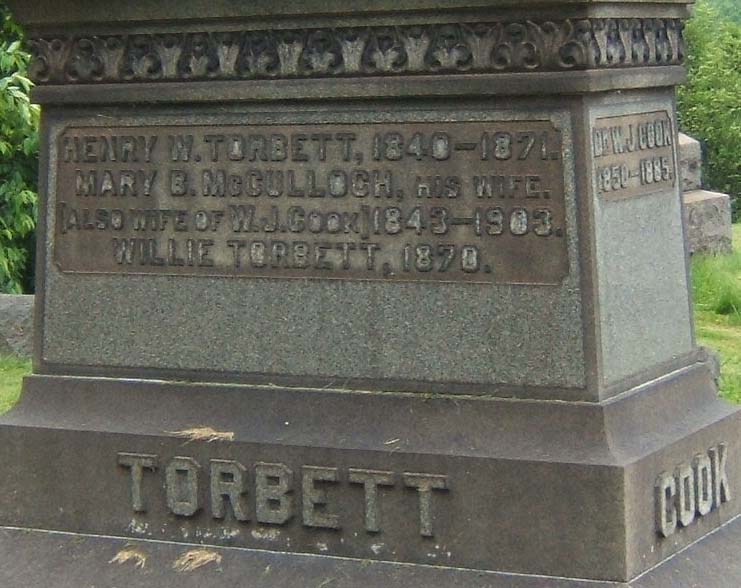 HENRY W. TORBETT, 1840–1871.
MARY B. McCULLOCH, HIS WIFE.
[ALSO WIFE OF W.J. COOK] 1843–1903.
WILLIE TORBETT, 1870.
DR. W. J. COOK
1850–1885.
TORBETT
COOK